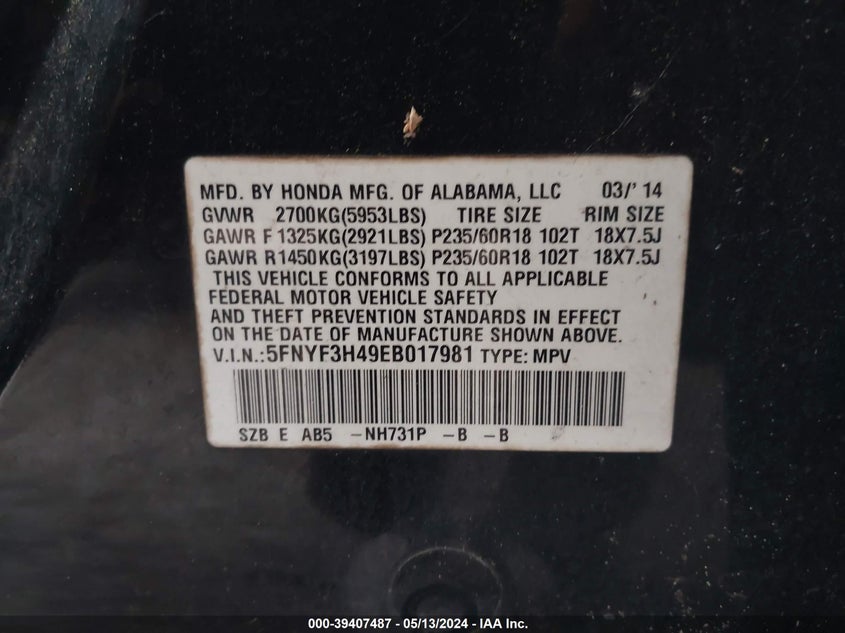 MFD. BY HONDA MFG. OF ALABAMA, LLC 03/' 14
GVWR 2700KG(5953LBS) TIRE SIZE RIM SIZE
GAWR F 1325KG(2921LBS) P235/60R18 102T 18X7.5J
GAWR R1450KG(3197LBS) P235/60R18 102T 18X7.5J
THIS VEHICLE CONFORMS TO ALL APPLICABLE
FEDERAL MOTOR VEHICLE SAFETY
AND THEFT PREVENTION STANDARDS IN EFFECT
ON THE DATE OF MANUFACTURE SHOWN ABOVE.
V.I.N.:5FNYF3H49EB017981 TYPE: MPV
SZB E AB5 -NH731P -B -B
000-39407487 - 05/13/2024 - IAA Inc.